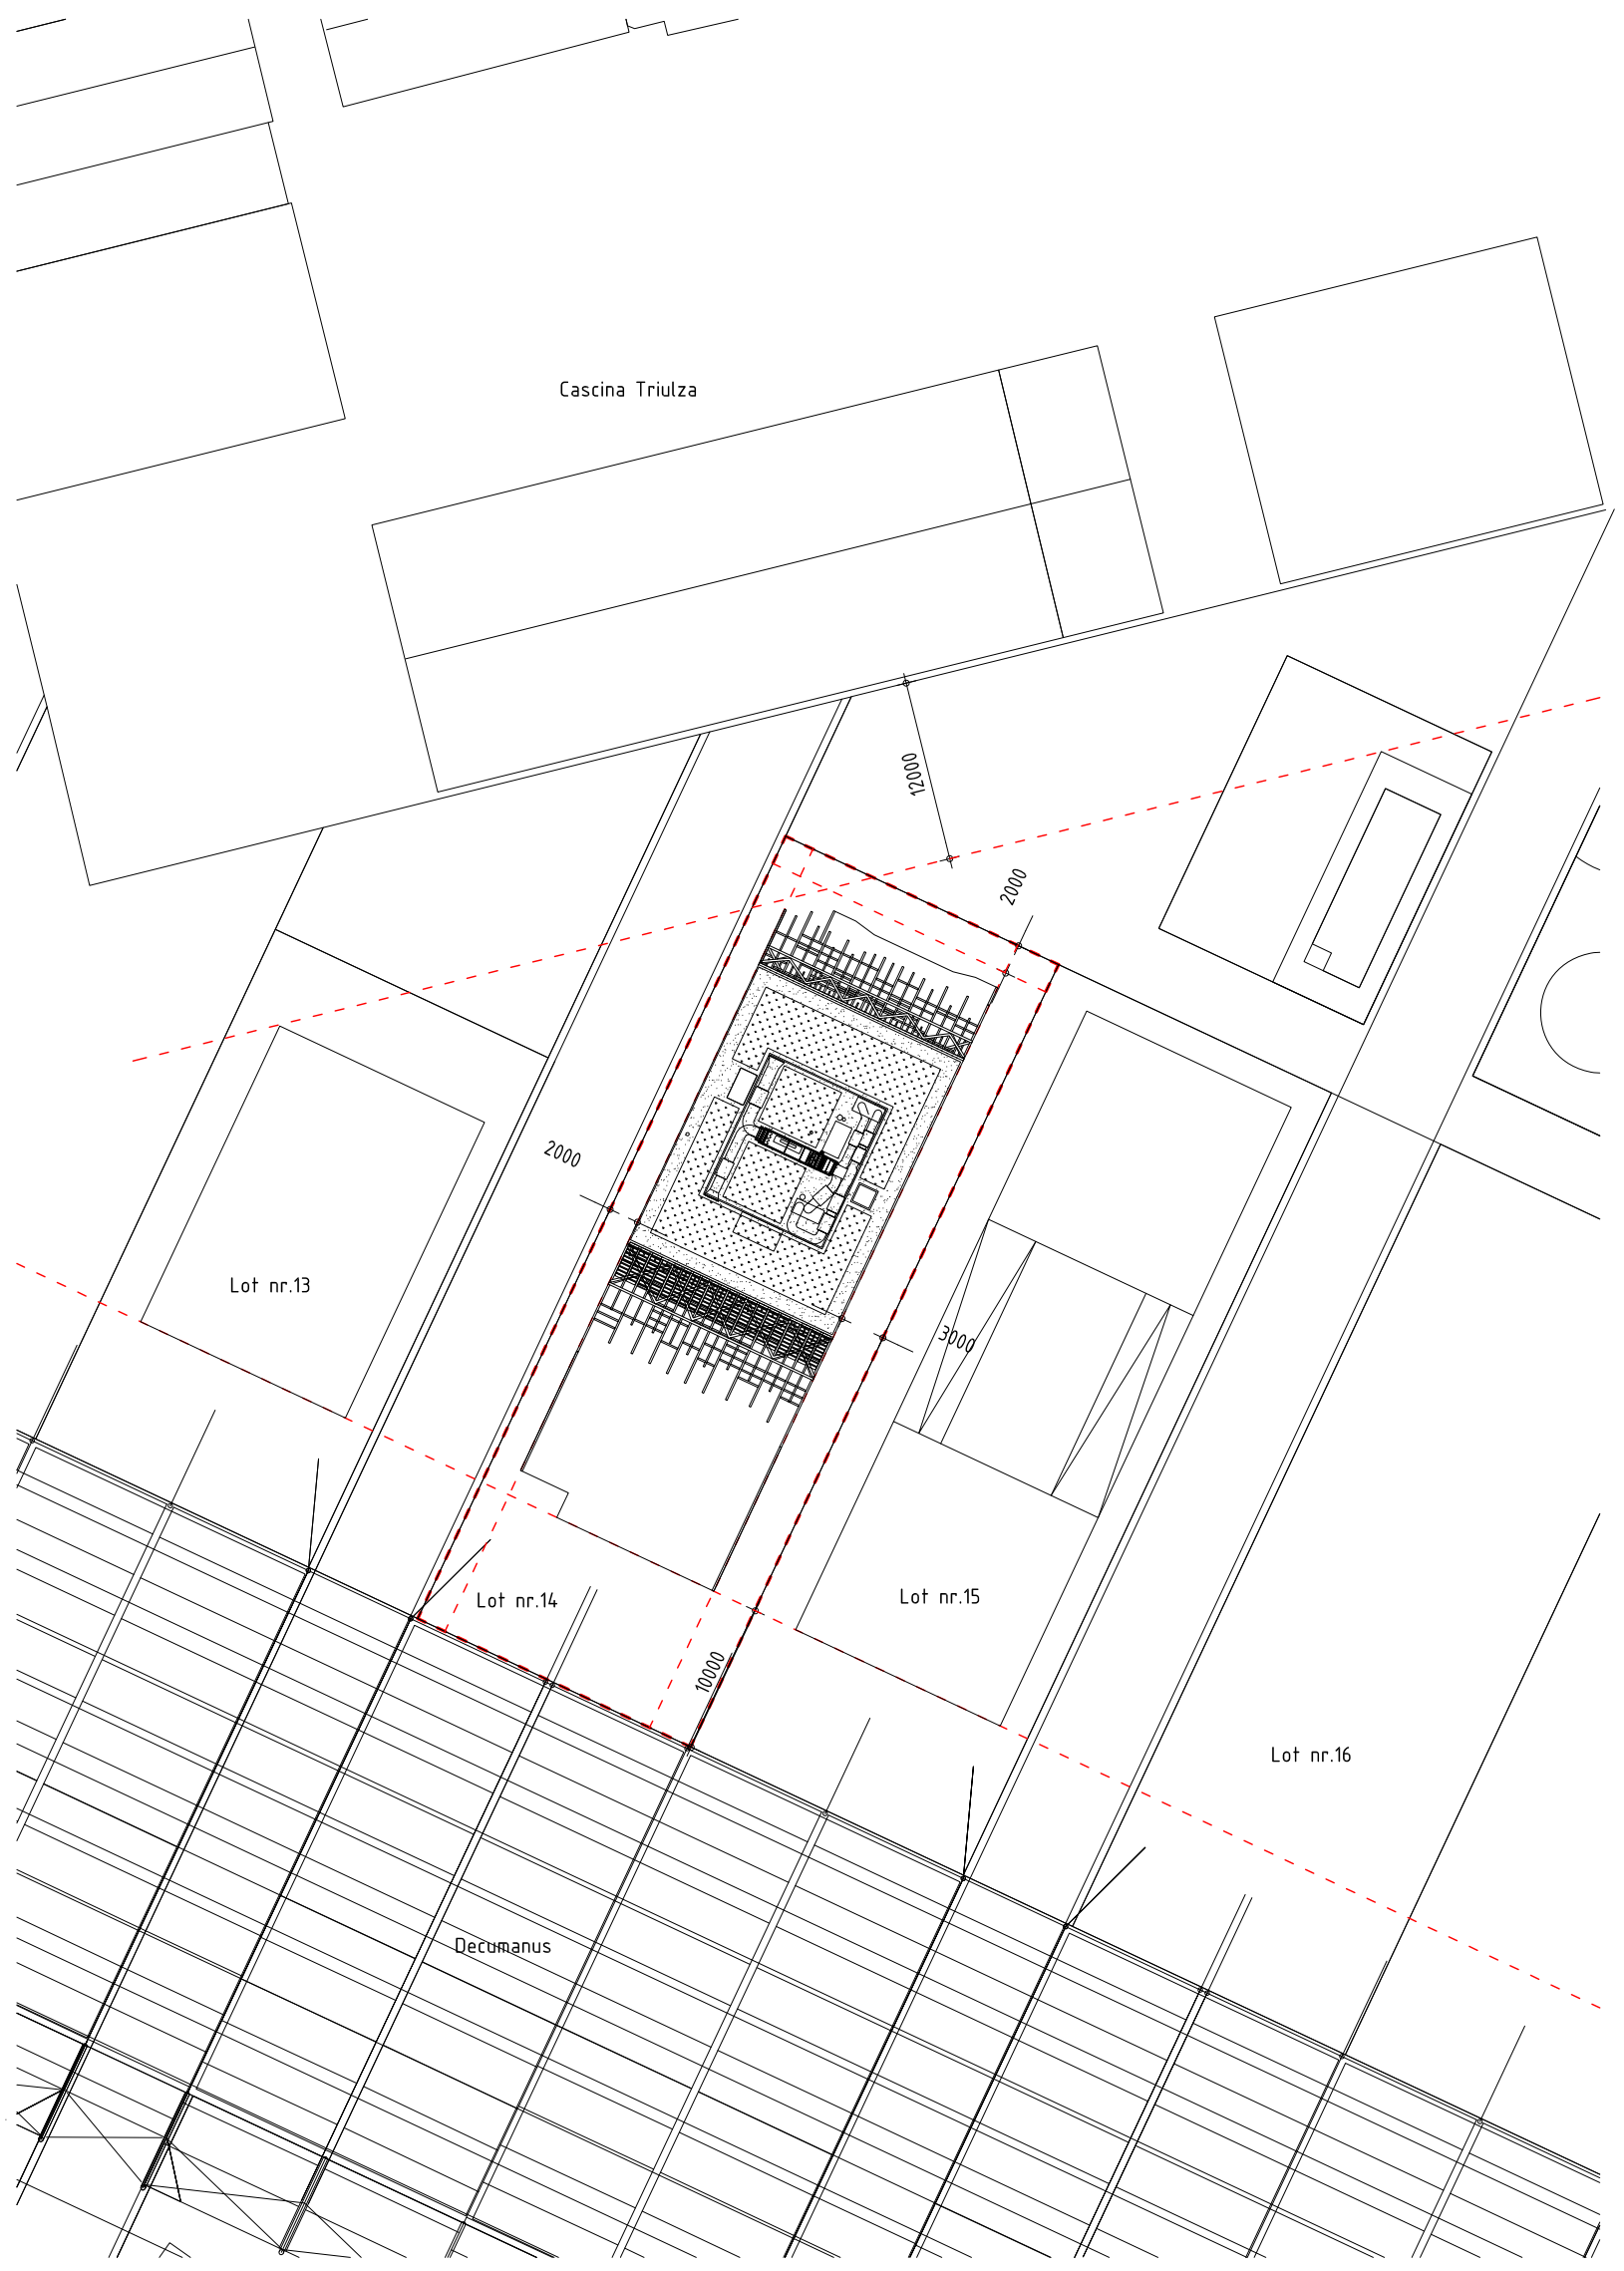 Cascina Triulza
12000
2000
2000
Lot nr.13
3000
Lot nr.14
Lot nr.15
10000
Lot nr.16
Decumanus